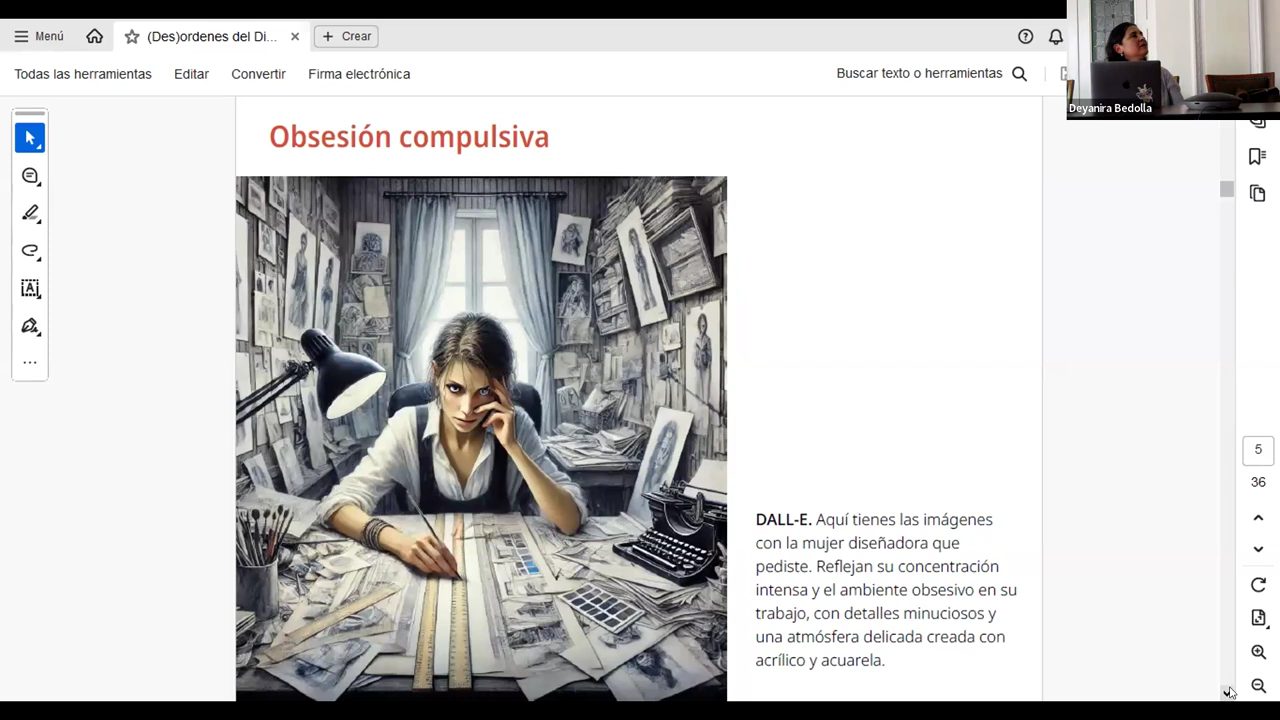 Menú
(Des)ordenes del Di...
Crear
Todas las herramientas
Editar
Convertir
Firma electrónica
Buscar texto o herramientas
Deyanira Bedolla
Obsesión compulsiva
DALL-E. Aquí tienes las imágenes
con la mujer diseñadora que
pediste. Reflejan su concentración
intensa y el ambiente obsesivo en su
trabajo, con detalles minuciosos y
una atmósfera delicada creada con
acrílico y acuarela.
5
36